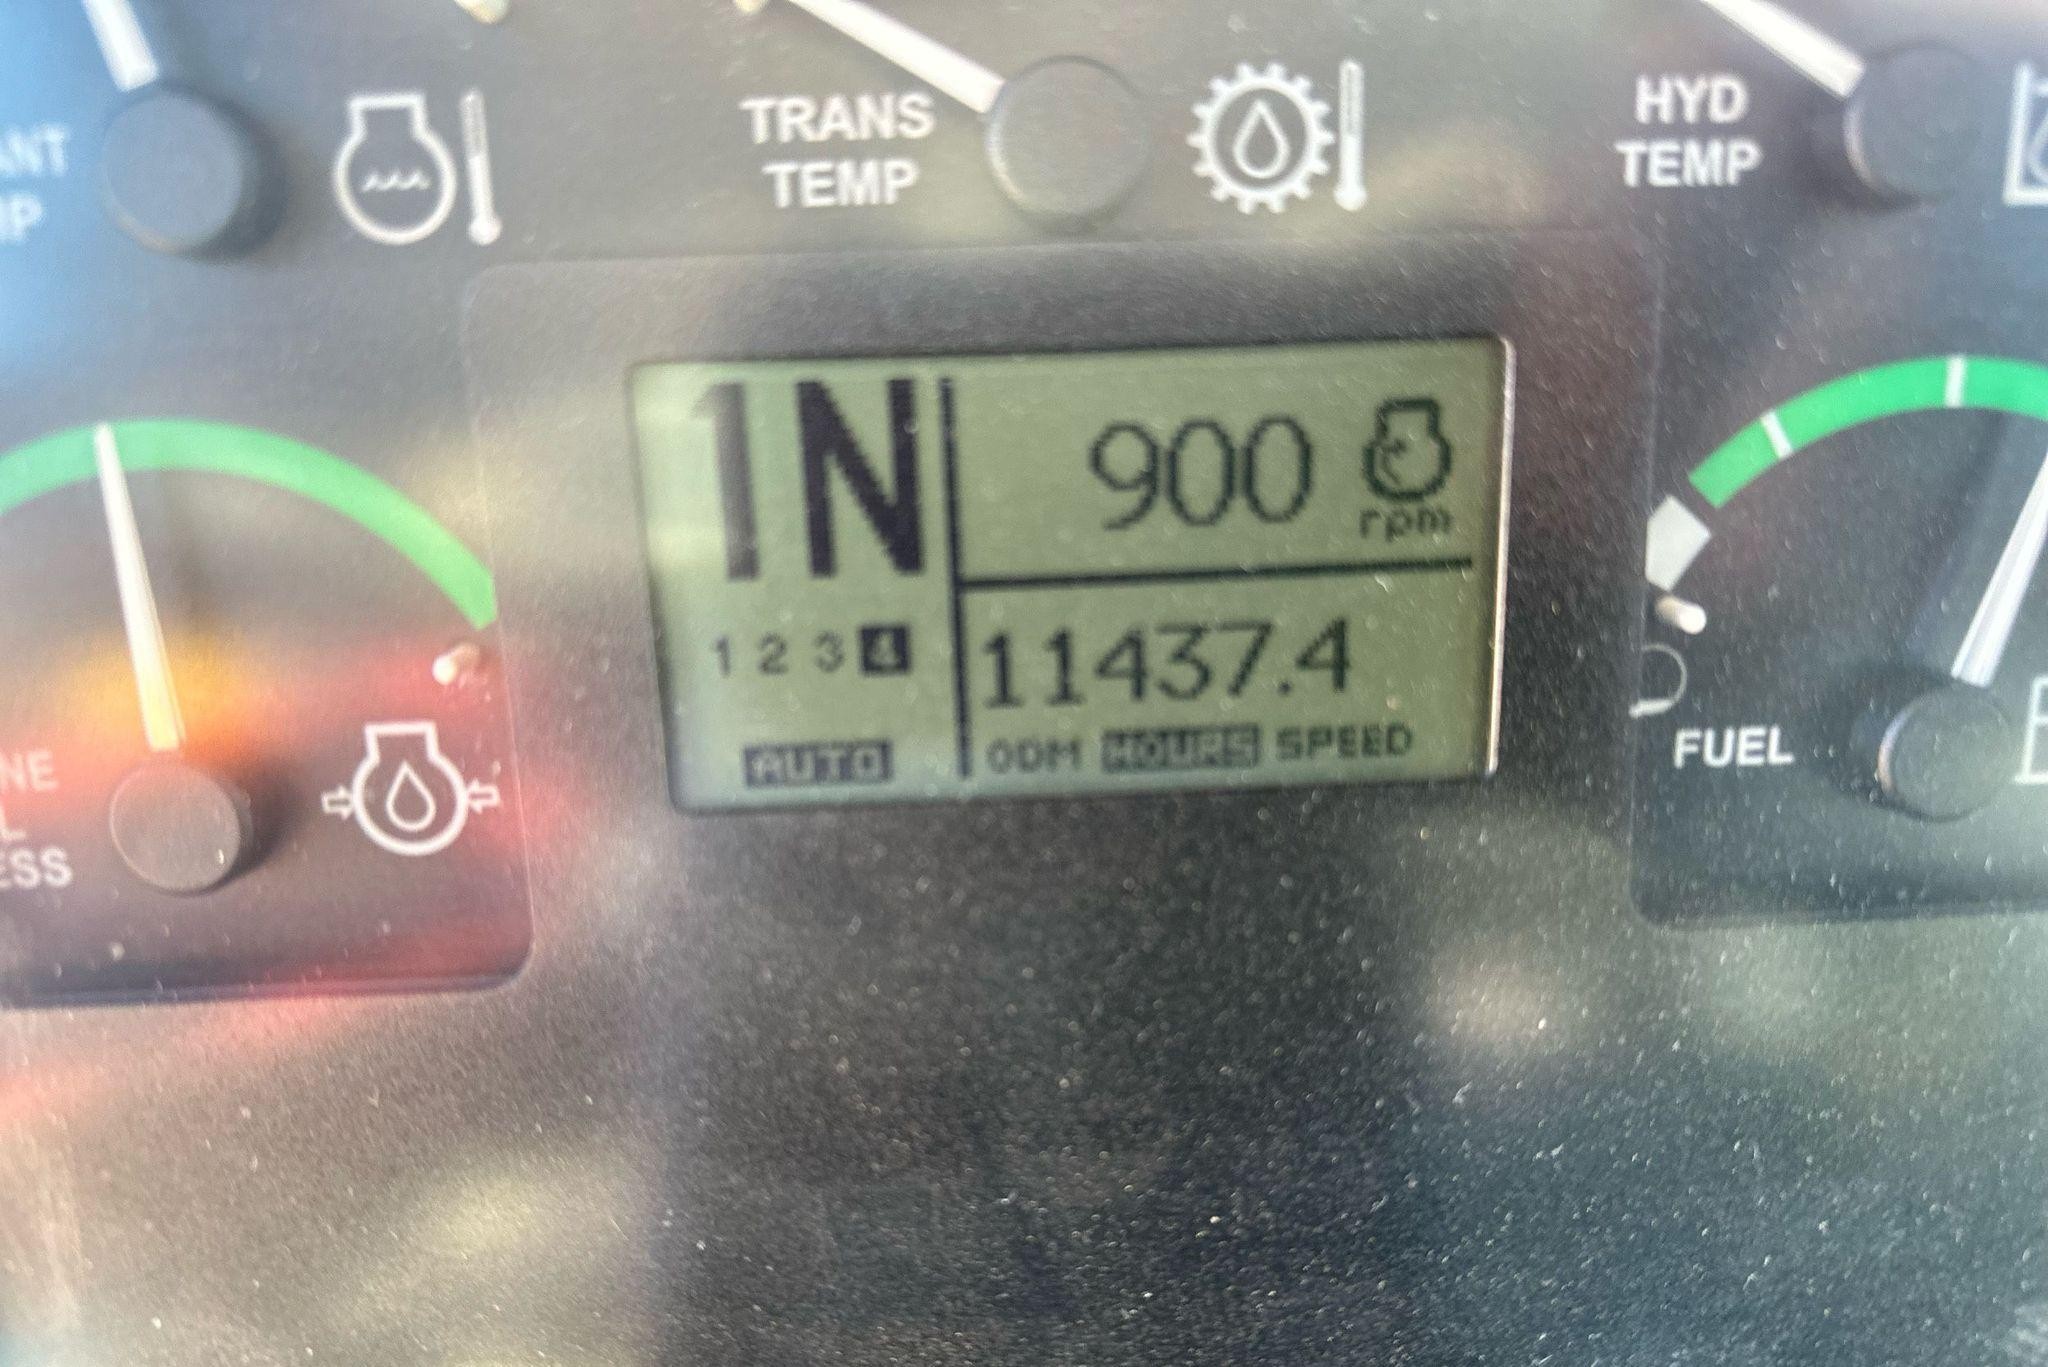 TRANS
TEMP
HYD
TEMP
1N
900
rpm
1 2 3 4
11437.4
AUTO
ODM HOURS SPEED
FUEL